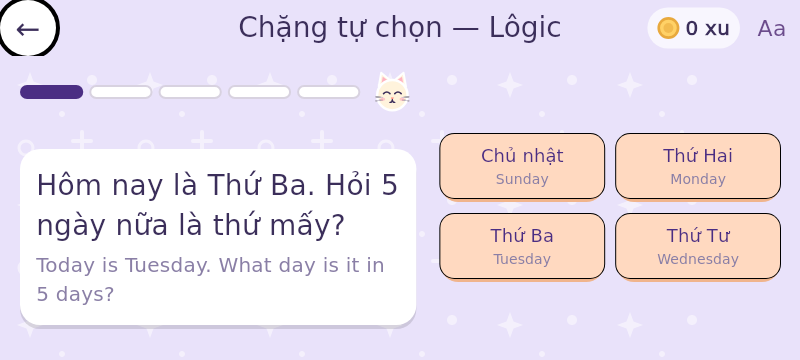 ←
Chặng tự chọn — Lôgic
0 xu
Aa
Hôm nay là Thứ Ba. Hỏi 5
ngày nữa là thứ mấy?
Today is Tuesday. What day is it in
5 days?
Chủ nhật
Sunday
Thứ Hai
Monday
Thứ Ba
Tuesday
Thứ Tư
Wednesday